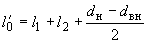 l′₀ = l₁ + l₂ + (dн − dвн)/2